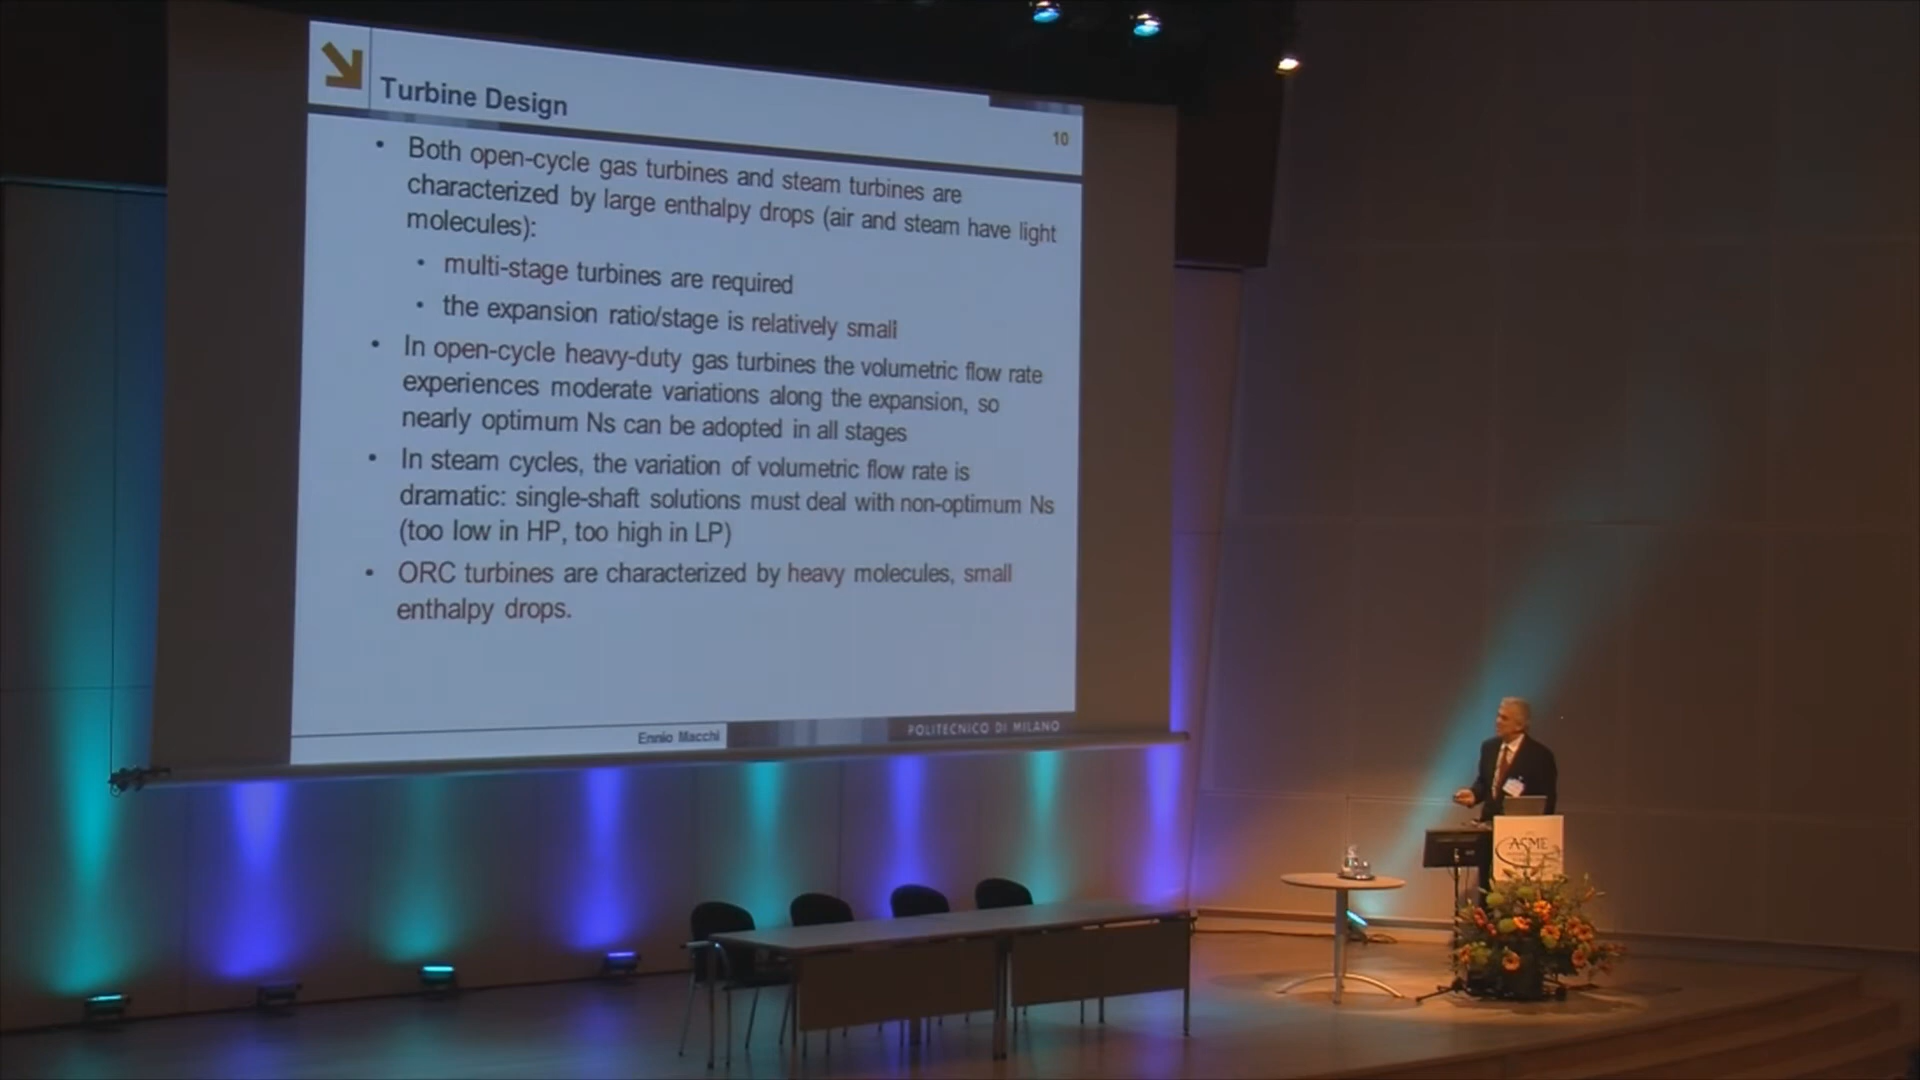 Turbine Design
10
• Both open-cycle gas turbines and steam turbines are
characterized by large enthalpy drops (air and steam have light
molecules):
• multi-stage turbines are required
• the expansion ratio/stage is relatively small
• In open-cycle heavy-duty gas turbines the volumetric flow rate
experiences moderate variations along the expansion, so
nearly optimum Ns can be adopted in all stages
• In steam cycles, the variation of volumetric flow rate is
dramatic: single-shaft solutions must deal with non-optimum Ns
(too low in HP, too high in LP)
• ORC turbines are characterized by heavy molecules, small
enthalpy drops.
Ennio Macchi
POLITECNICO DI MILANO
ASME